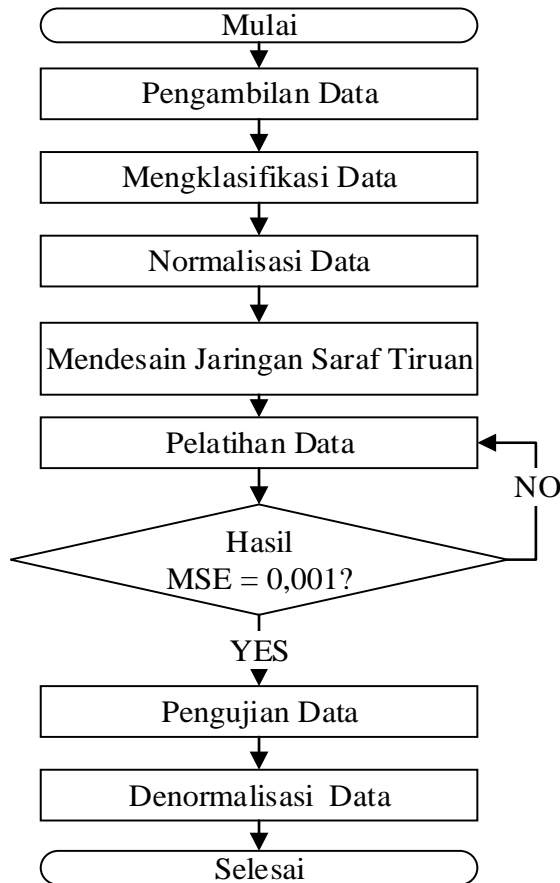 Mulai
Pengambilan Data
Mengklasifikasi Data
Normalisasi Data
Mendesain Jaringan Saraf Tiruan
Pelatihan Data
NO
Hasil
MSE = 0,001?
YES
Pengujian Data
Denormalisasi Data
Selesai